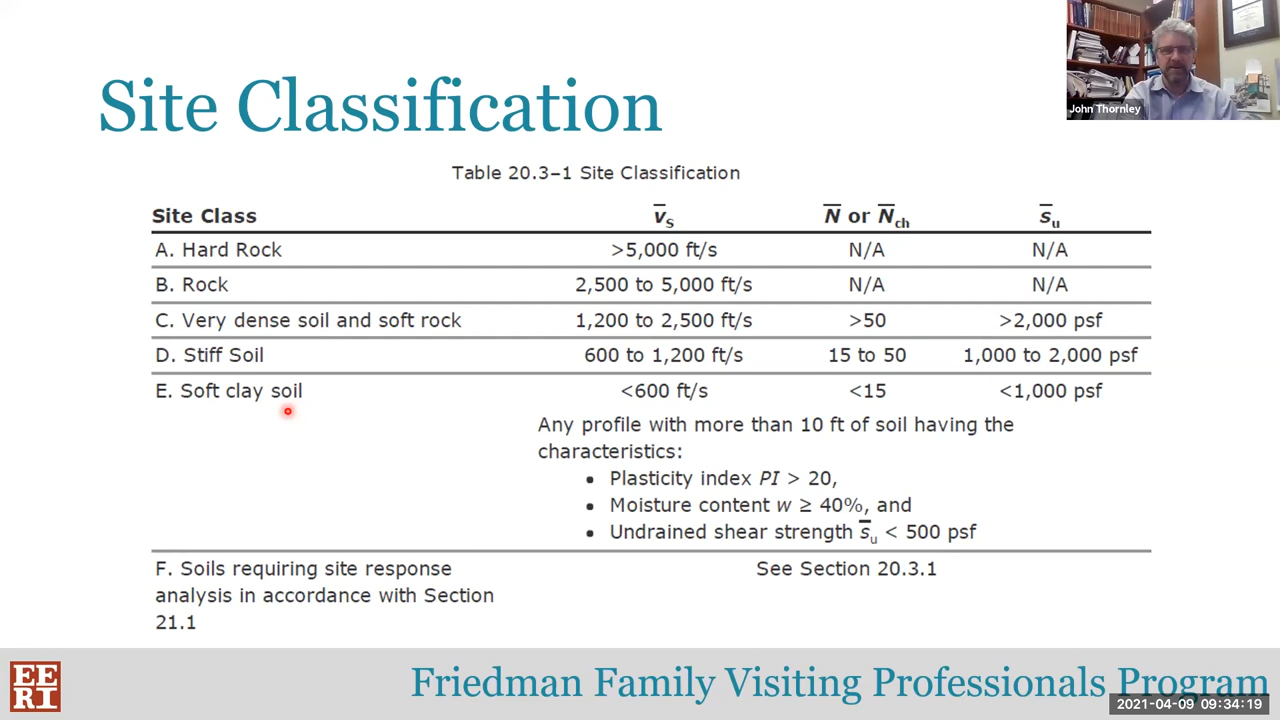 John Thornley
Site Classification
Table 20.3–1 Site Classification
Site Class v̅S N̅ or N̅ch s̅u
A. Hard Rock >5,000 ft/s N/A N/A
B. Rock 2,500 to 5,000 ft/s N/A N/A
C. Very dense soil and soft rock 1,200 to 2,500 ft/s >50 >2,000 psf
D. Stiff Soil 600 to 1,200 ft/s 15 to 50 1,000 to 2,000 psf
E. Soft clay soil <600 ft/s <15 <1,000 psf
Any profile with more than 10 ft of soil having the
characteristics:
• Plasticity index PI > 20,
• Moisture content w ≥ 40%, and
• Undrained shear strength s̅u < 500 psf
F. Soils requiring site response See Section 20.3.1
analysis in accordance with Section
21.1
EE
RI
Friedman Family Visiting Professionals Program
2021-04-09 09:34:19